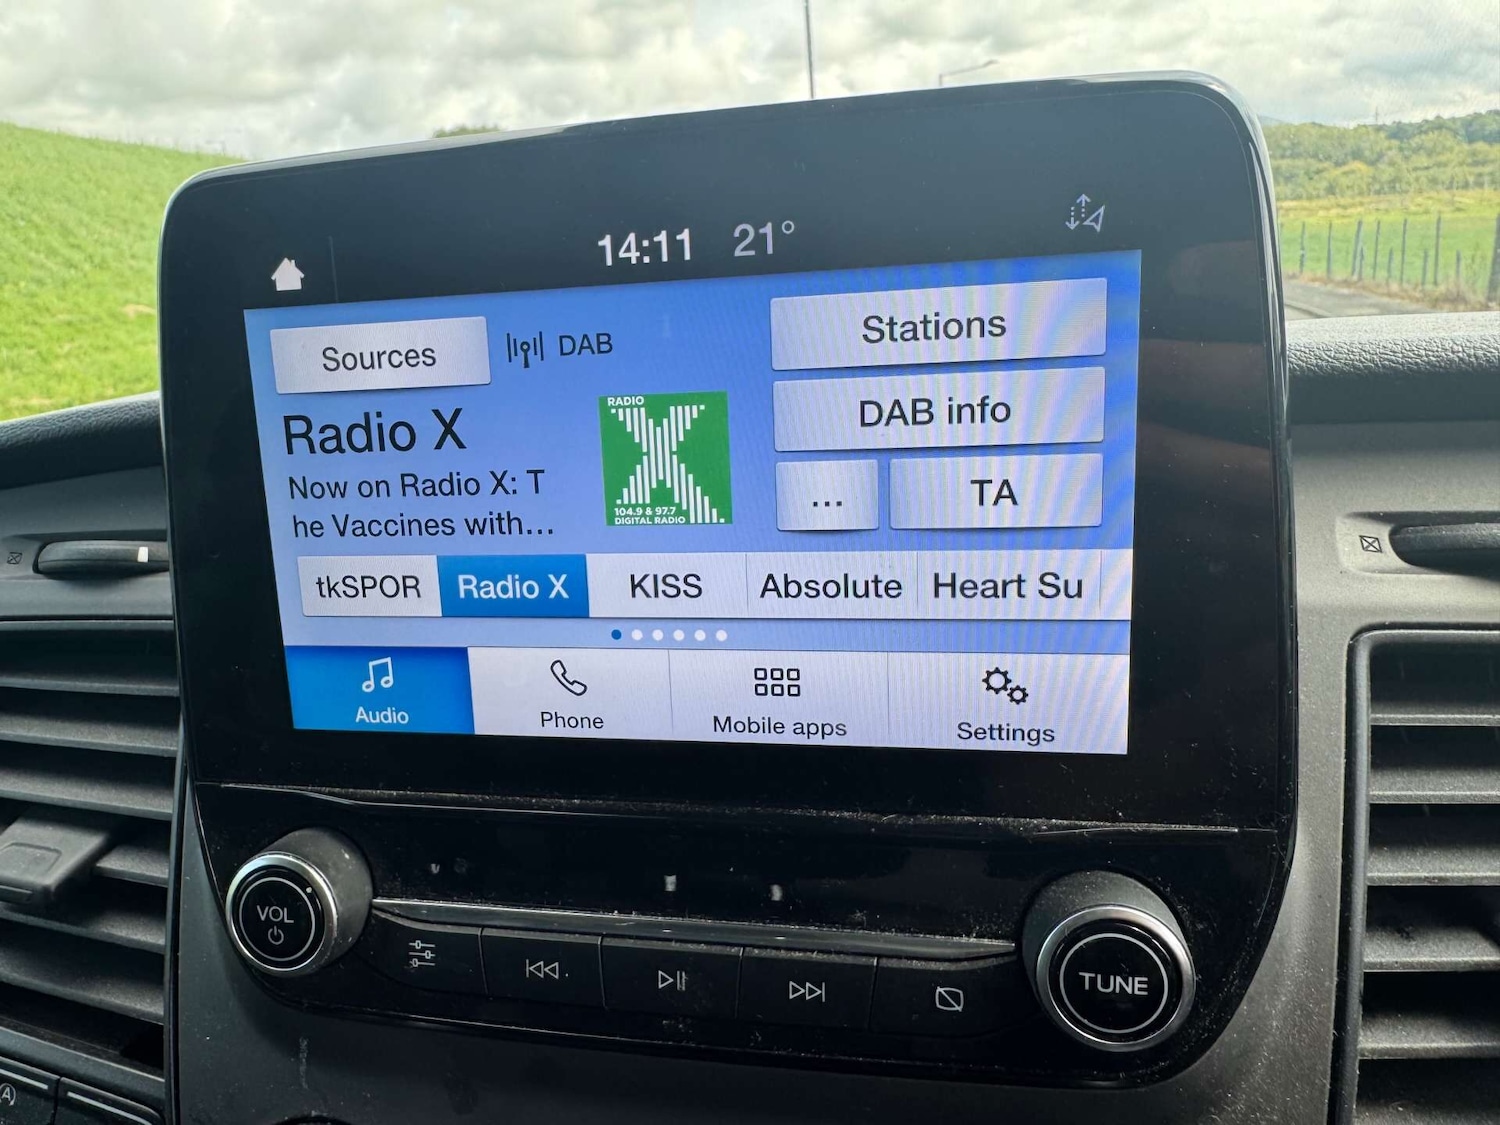 14:11 21°
Sources
DAB
Stations
Radio X
DAB info
Now on Radio X: T
he Vaccines with...
RADIO
104.9 & 97.7
DIGITAL RADIO
...
TA
tkSPOR
Radio X
KISS
Absolute
Heart Su
Audio
Phone
Mobile apps
Settings
VOL
TUNE
(A)